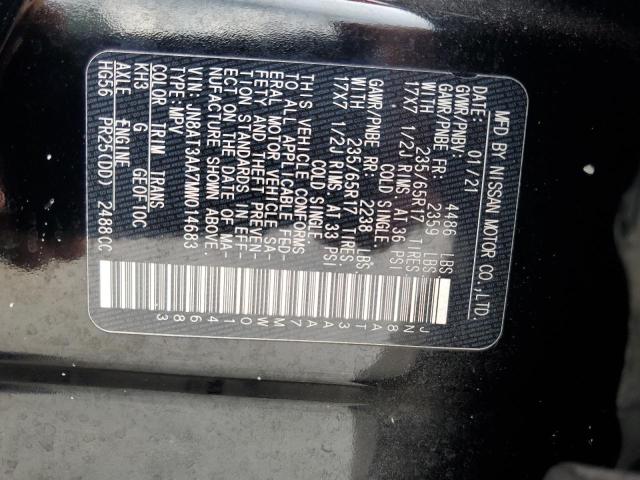 MFD BY NISSAN MOTOR CO.,LTD.
DATE: 01/21
GVWR/PNBV: 4486 LBS
GAWR/PNBE FR: 2359 LBS
WITH 235/65R17 TIRES
17X7 1/2J RIMS AT 36 PSI
COLD SINGLE
GAWR/PNBE RR: 2238 LBS
WITH 235/65R17 TIRES
17X7 1/2J RIMS AT 33 PSI
COLD SINGLE
THIS VEHICLE CONFORMS
TO ALL APPLICABLE FED-
ERAL MOTOR VEHICLE SA-
FETY AND THEFT PREVEN-
TION STANDARDS IN EFF-
ECT ON THE DATE OF MA-
NUFACTURE SHOWN ABOVE.
VIN: JN8AT3AA7MW014683
TYPE: MPV
COLOR TRIM TRANS
KH3 G GE0F10C
AXLE ENGINE
HG56 PR25(DD) 2488CC
JN8AT3AA7MW014683